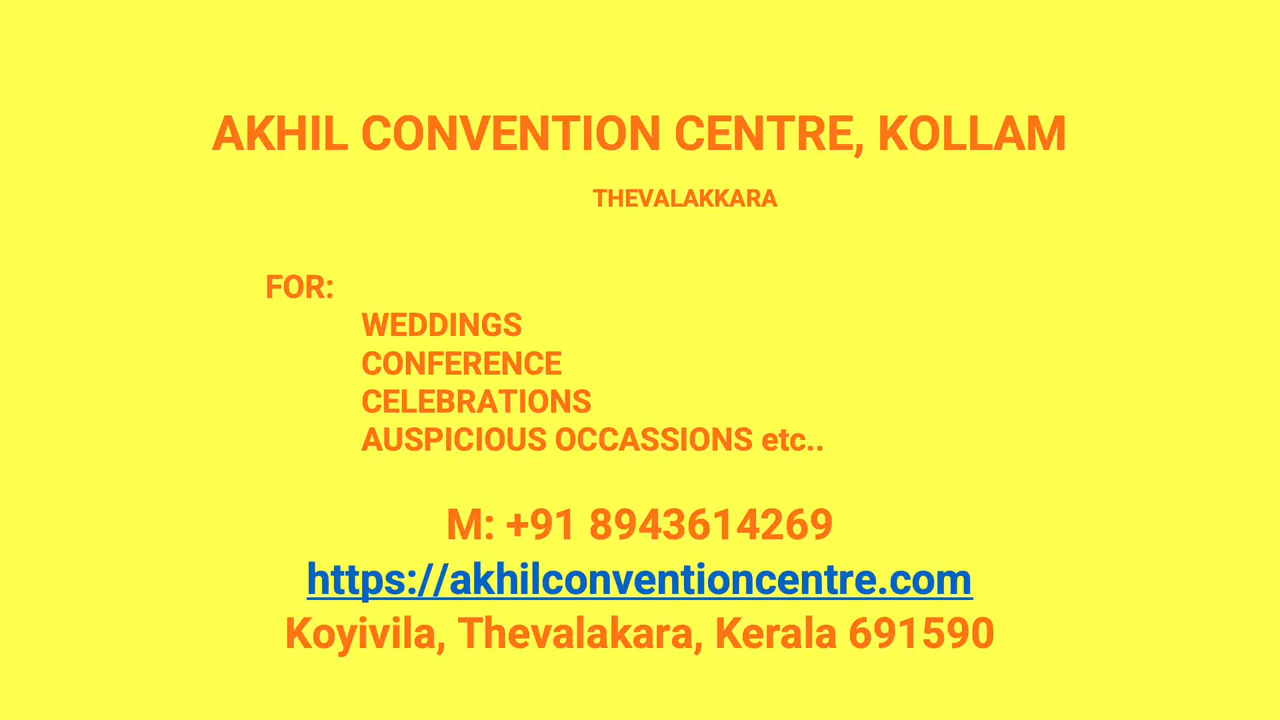 AKHIL CONVENTION CENTRE, KOLLAM
THEVALAKKARA
FOR:
WEDDINGS
CONFERENCE
CELEBRATIONS
AUSPICIOUS OCCASSIONS etc..
M: +91 8943614269
https://akhilconventioncentre.com
Koyivila, Thevalakara, Kerala 691590